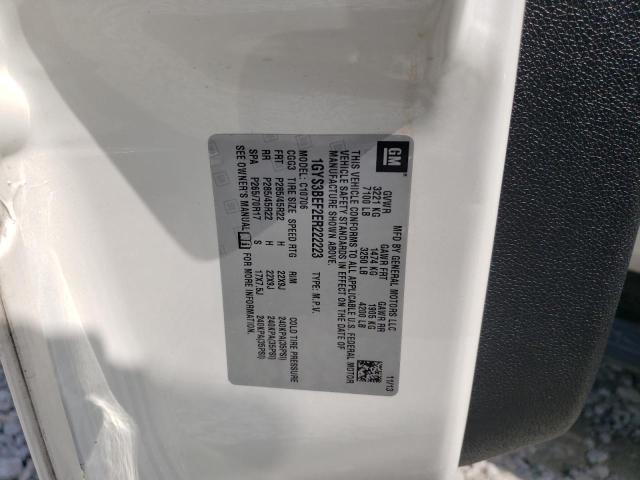 GM
MFD BY GENERAL MOTORS LLC
11/13
GVWR GAWR FRT GAWR RR
3221 KG 1474 KG 1905 KG
7100 LB 3250 LB 4200 LB
THIS VEHICLE CONFORMS TO ALL APPLICABLE U.S. FEDERAL MOTOR
VEHICLE SAFETY STANDARDS IN EFFECT ON THE DATE OF
MANUFACTURE SHOWN ABOVE.
1GYS3BEF2ER222223 TYPE: M.P.V.
MODEL: C10706
CGG3 TIRE SIZE SPEED RTG RIM COLD TIRE PRESSURE
FRT P285/45R22 H 22X9J 240KPA(35PSI)
RR P285/45R22 H 22X9J 240KPA(35PSI)
SPA P265/70R17 S 17X7.5J 240KPA(35PSI)
SEE OWNER'S MANUAL FOR MORE INFORMATION.